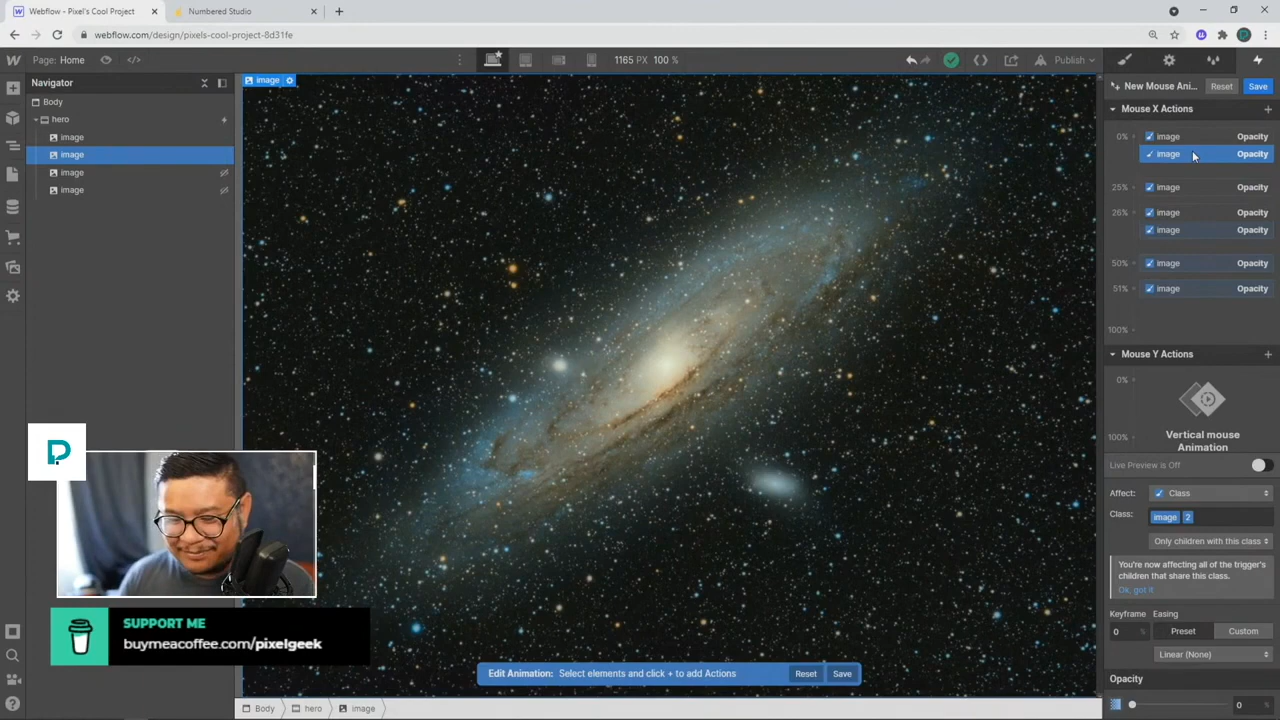 Webflow - Pixel's Cool Project
Numbered Studio
webflow.com/design/pixels-cool-project-8d31fe
Page: Home
1165 PX 100 %
Publish
Navigator
image
New Mouse Ani...
Reset
Save
Body
hero
image
image
image
image
Mouse X Actions
0%
image
Opacity
image
Opacity
25%
image
Opacity
26%
image
Opacity
image
Opacity
50%
image
Opacity
51%
image
Opacity
100%
Mouse Y Actions
0%
100%
Vertical mouse
Animation
Live Preview is Off
Affect:
Class
Class:
image 2
Only children with this class
You're now affecting all of the trigger's
children that share this class.
Ok, got it
Keyframe
Easing
0 %
Preset
Custom
Linear (None)
Opacity
0 %
SUPPORT ME
buymeacoffee.com/pixelgeek
Edit Animation: Select elements and click + to add Actions
Reset
Save
Body
hero
image